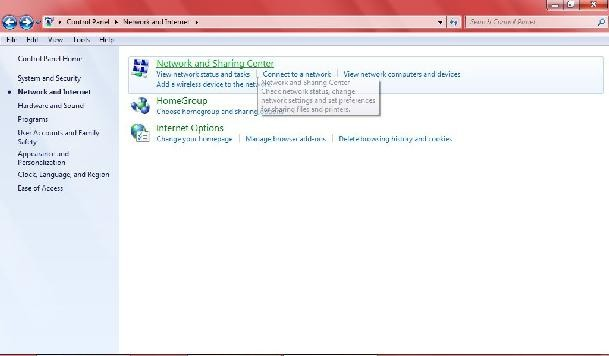 Control Panel ▸ Network and Internet ▸
Search Control Panel
File Edit View Tools Help
Control Panel Home
System and Security
Network and Internet
Hardware and Sound
Programs
User Accounts and Family
Safety
Appearance and
Personalization
Clock, Language, and Region
Ease of Access
Network and Sharing Center
View network status and tasks | Connect to a network | View network computers and devices
Add a wireless device to the network
Network and Sharing Center
Check network status, change
network settings and set preferences
for sharing files and printers.
HomeGroup
Choose homegroup and sharing options
Internet Options
Change your homepage | Manage browser add-ons | Delete browsing history and cookies